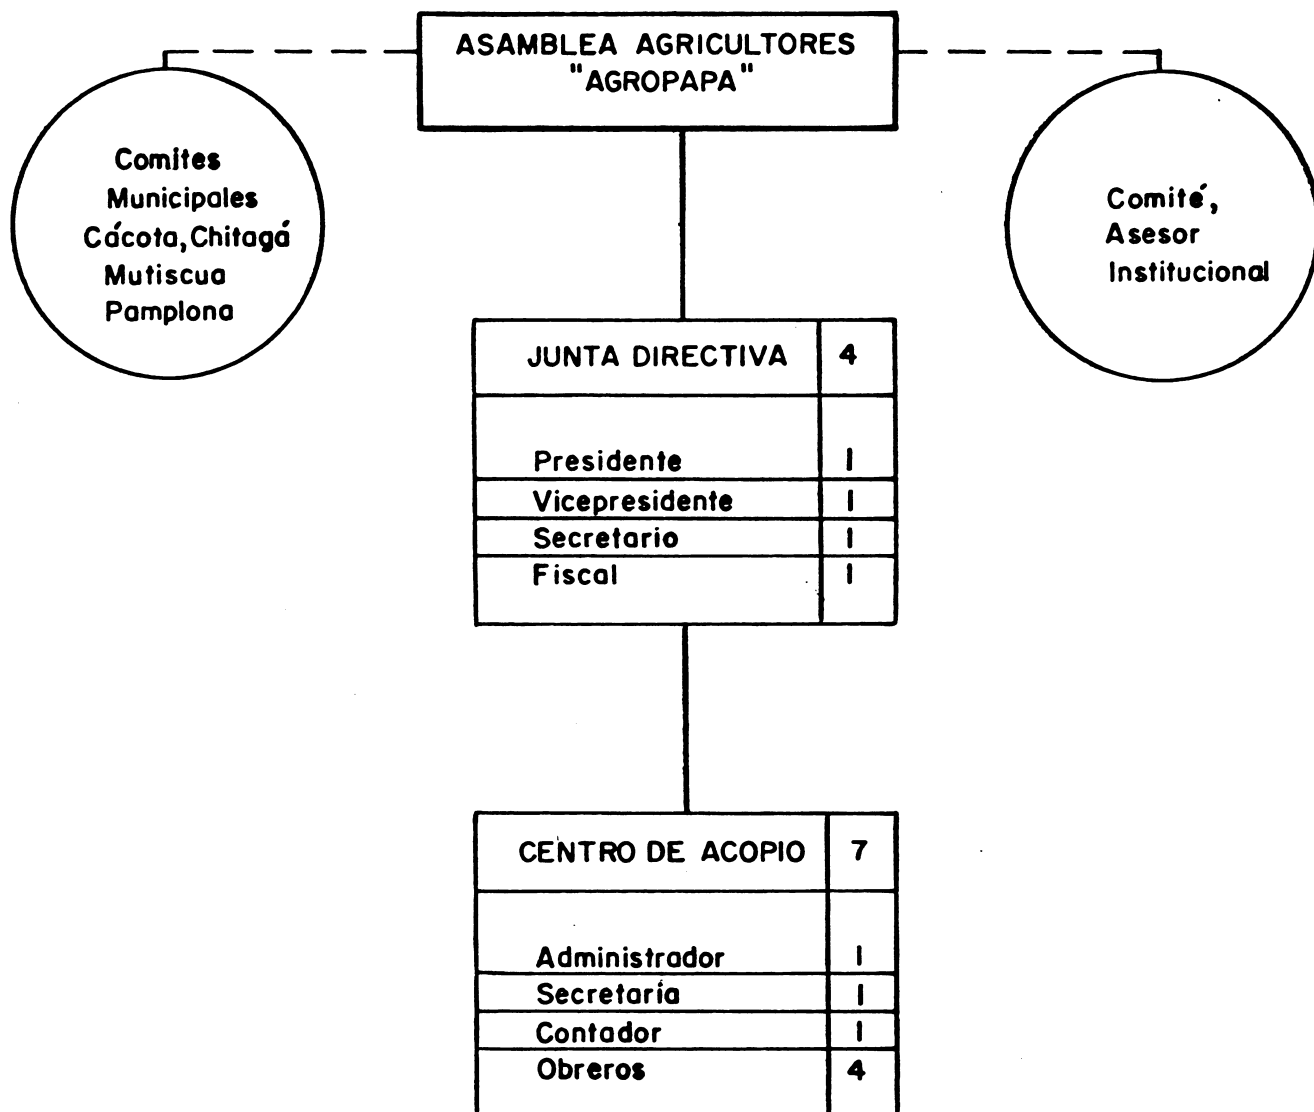 ASAMBLEA AGRICULTORES
"AGROPAPA"
Comites
Municipales
Cácota, Chitagá
Mutiscua
Pamplona
Comité,
Asesor
Institucional
JUNTA DIRECTIVA 4
Presidente 1
Vicepresidente 1
Secretario 1
Fiscal 1
CENTRO DE ACOPIO 7
Administrador 1
Secretaría 1
Contador 1
Obreros 4